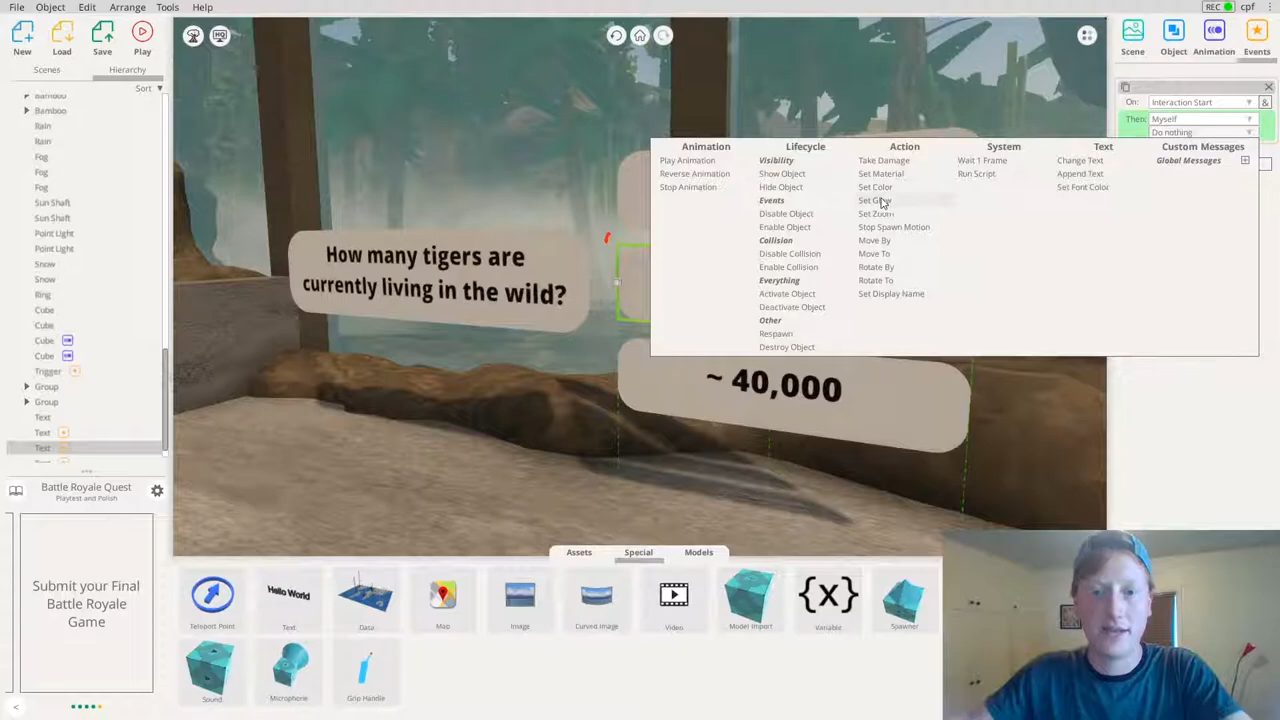 File Object Edit Arrange Tools Help
REC cpf
New Load Save Play
HQ
Scene Object Animation Events
Scenes Hierarchy
Sort
Bamboo
Bamboo
Rain
Rain
Fog
Fog
Fog
Sun Shaft
Sun Shaft
Point Light
Point Light
Snow
Snow
Ring
Cube
Cube
Cube
Cube
Trigger
Group
Group
Text
Text
Text
On: Interaction Start &
Then: Myself
Do nothing
Animation Lifecycle Action System Text Custom Messages
Play Animation Visibility Take Damage Wait 1 Frame Change Text Global Messages
Reverse Animation Show Object Set Material Run Script Append Text
Stop Animation Hide Object Set Color Set Font Color
Events
Disable Object Set Zoom
Enable Object Stop Spawn Motion
Collision Move By
Disable Collision Move To
Enable Collision Rotate By
Everything Rotate To
Activate Object Set Display Name
Deactivate Object
Other
Respawn
Destroy Object
How many tigers are
currently living in the wild?
~ 40,000
Battle Royale Quest
Playtest and Polish
Submit your Final
Battle Royale
Game
<
Assets Special Models
Hello World {x}
Teleport Point Text Data Map Image Curved Image Video Model Import Variable Spawner
Sound Microphone Grip Handle